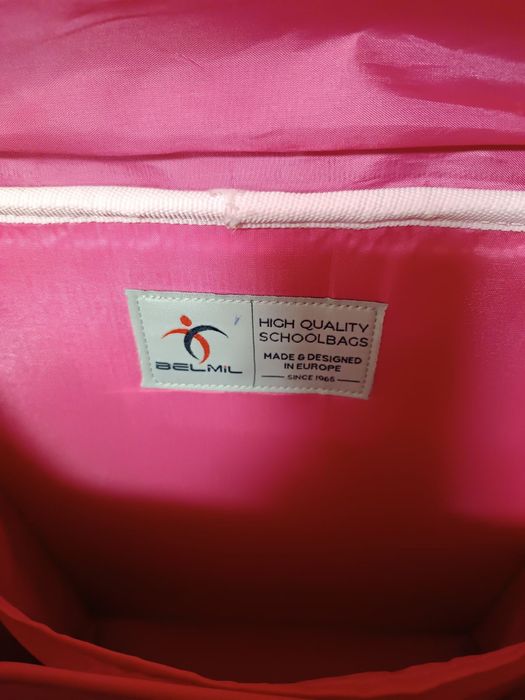 BELMIL
HIGH QUALITY
SCHOOLBAGS
MADE & DESIGNED
IN EUROPE
SINCE 1965